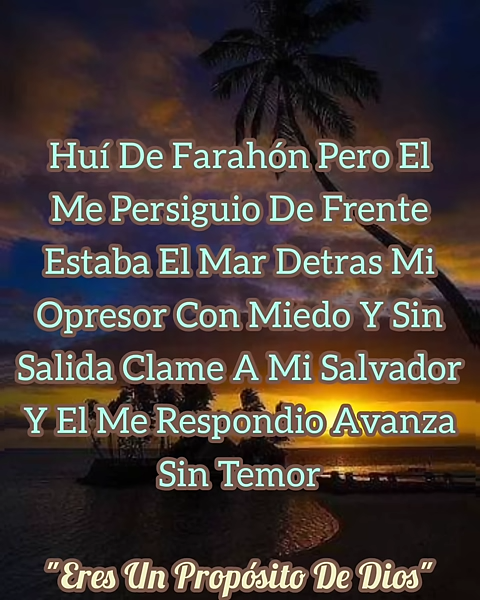 Huí De Farahón Pero El
Me Persiguio De Frente
Estaba El Mar Detras Mi
Opresor Con Miedo Y Sin
Salida Clame A Mi Salvador
Y El Me Respondio Avanza
Sin Temor
"Eres Un Propósito De Dios"